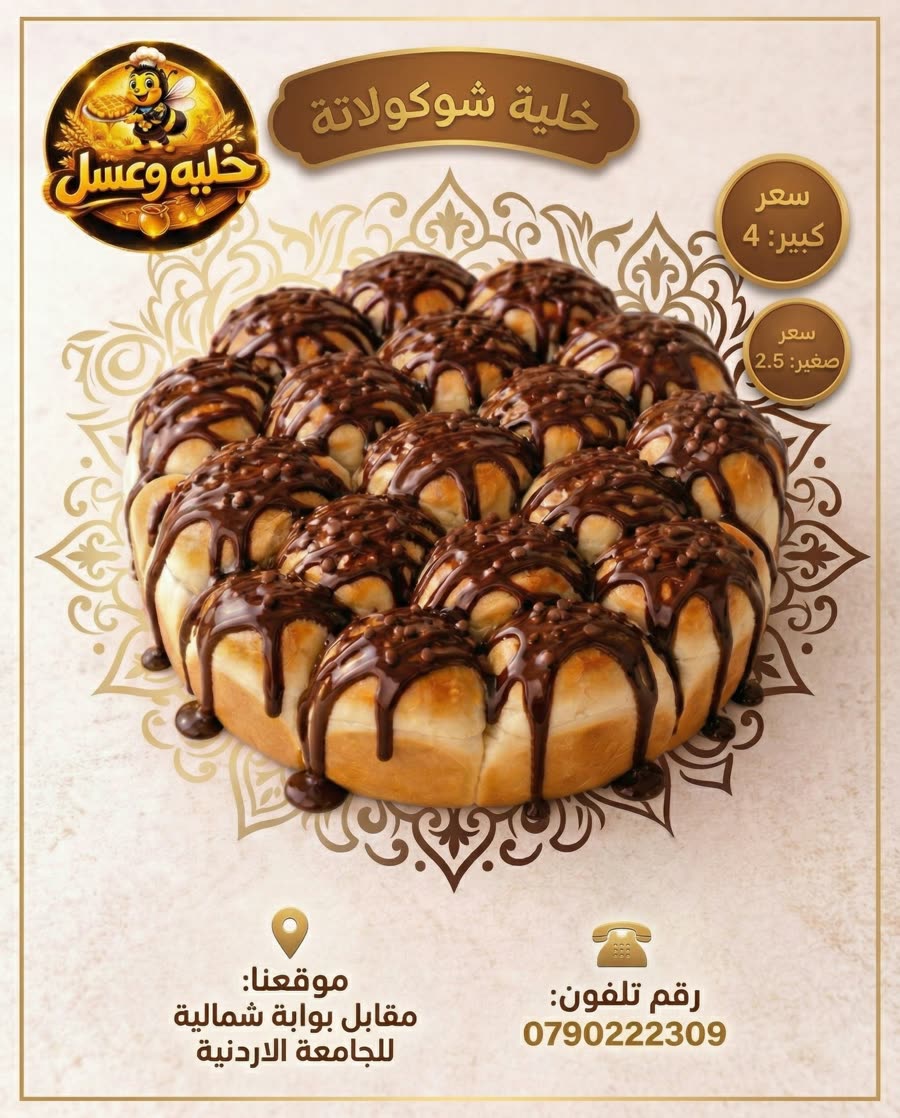 خليه وعسل
خلية شوكولاتة
سعر
كبير: 4
سعر
صغير: 2.5
رقم تلفون:
0790222309
موقعنا:
مقابل بوابة شمالية
للجامعة الاردنية